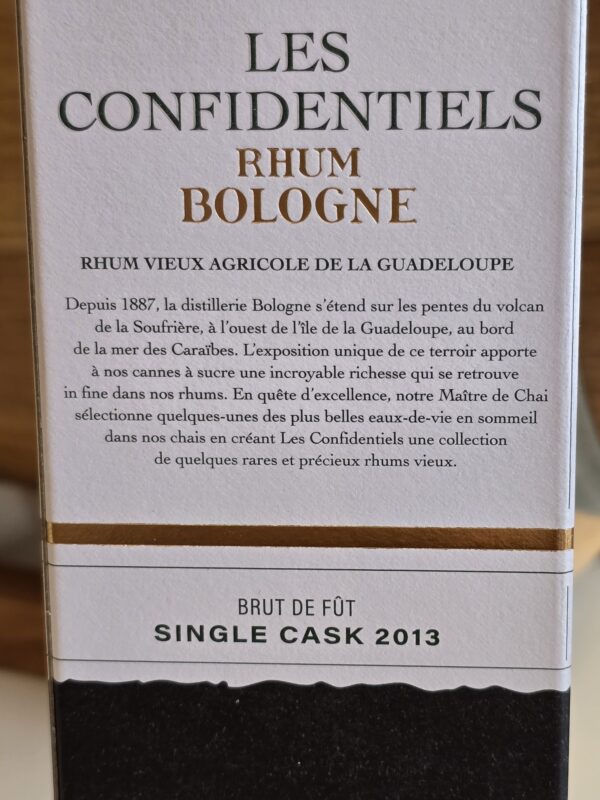 LES
CONFIDENTIELS
RHUM
BOLOGNE
RHUM VIEUX AGRICOLE DE LA GUADELOUPE
Depuis 1887, la distillerie Bologne s'étend sur les pentes du volcan
de la Soufrière, à l'ouest de l'île de la Guadeloupe, au bord
de la mer des Caraïbes. L'exposition unique de ce terroir apporte
à nos cannes à sucre une incroyable richesse qui se retrouve
in fine dans nos rhums. En quête d'excellence, notre Maître de Chai
sélectionne quelques-unes des plus belles eaux-de-vie en sommeil
dans nos chais en créant Les Confidentiels une collection
de quelques rares et précieux rhums vieux.
BRUT DE FÛT
SINGLE CASK 2013